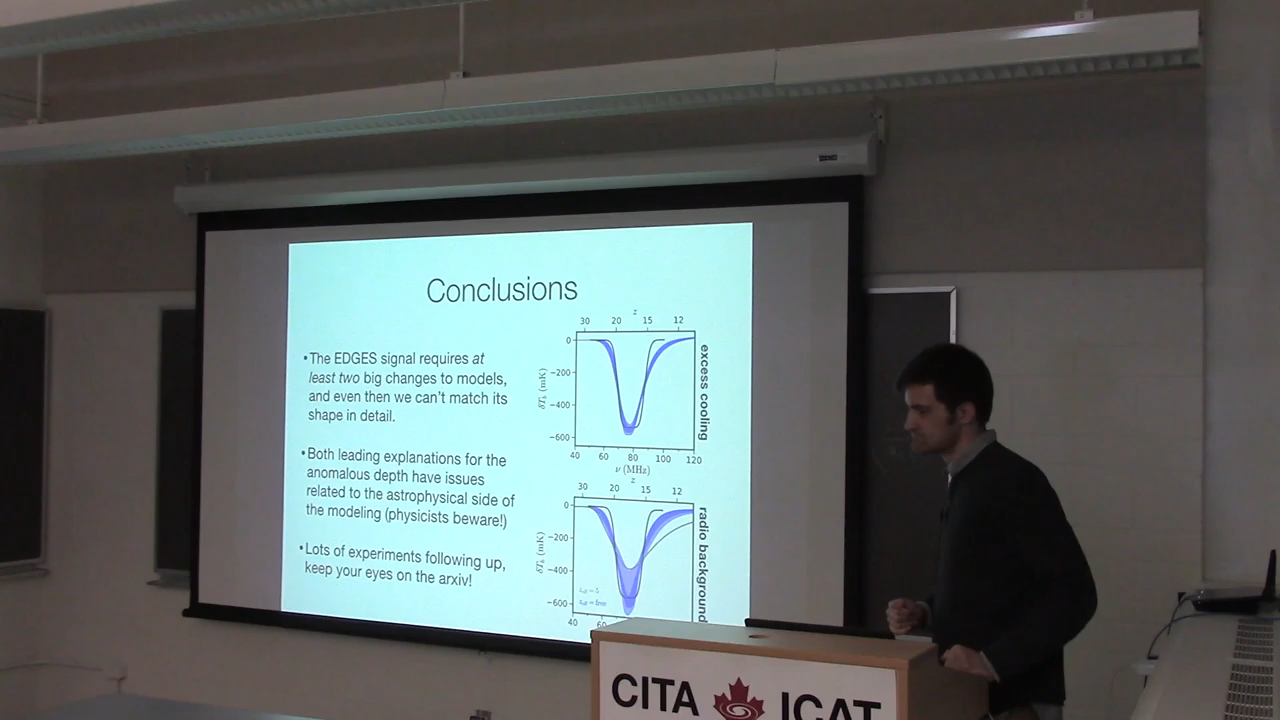 Conclusions
• The EDGES signal requires at
least two big changes to models,
and even then we can't match its
shape in detail.
• Both leading explanations for the
anomalous depth have issues
related to the astrophysical side of
the modeling (physicists beware!)
• Lots of experiments following up,
keep your eyes on the arxiv!
z
30 20 15 12
0
−200
−400
−600
δT_b (mK)
40 60 80 100 120
ν (MHz)
excess cooling
z
30 20 15 12
0
−200
−400
−600
δT_b (mK)
40
radio background
CITA ICAT